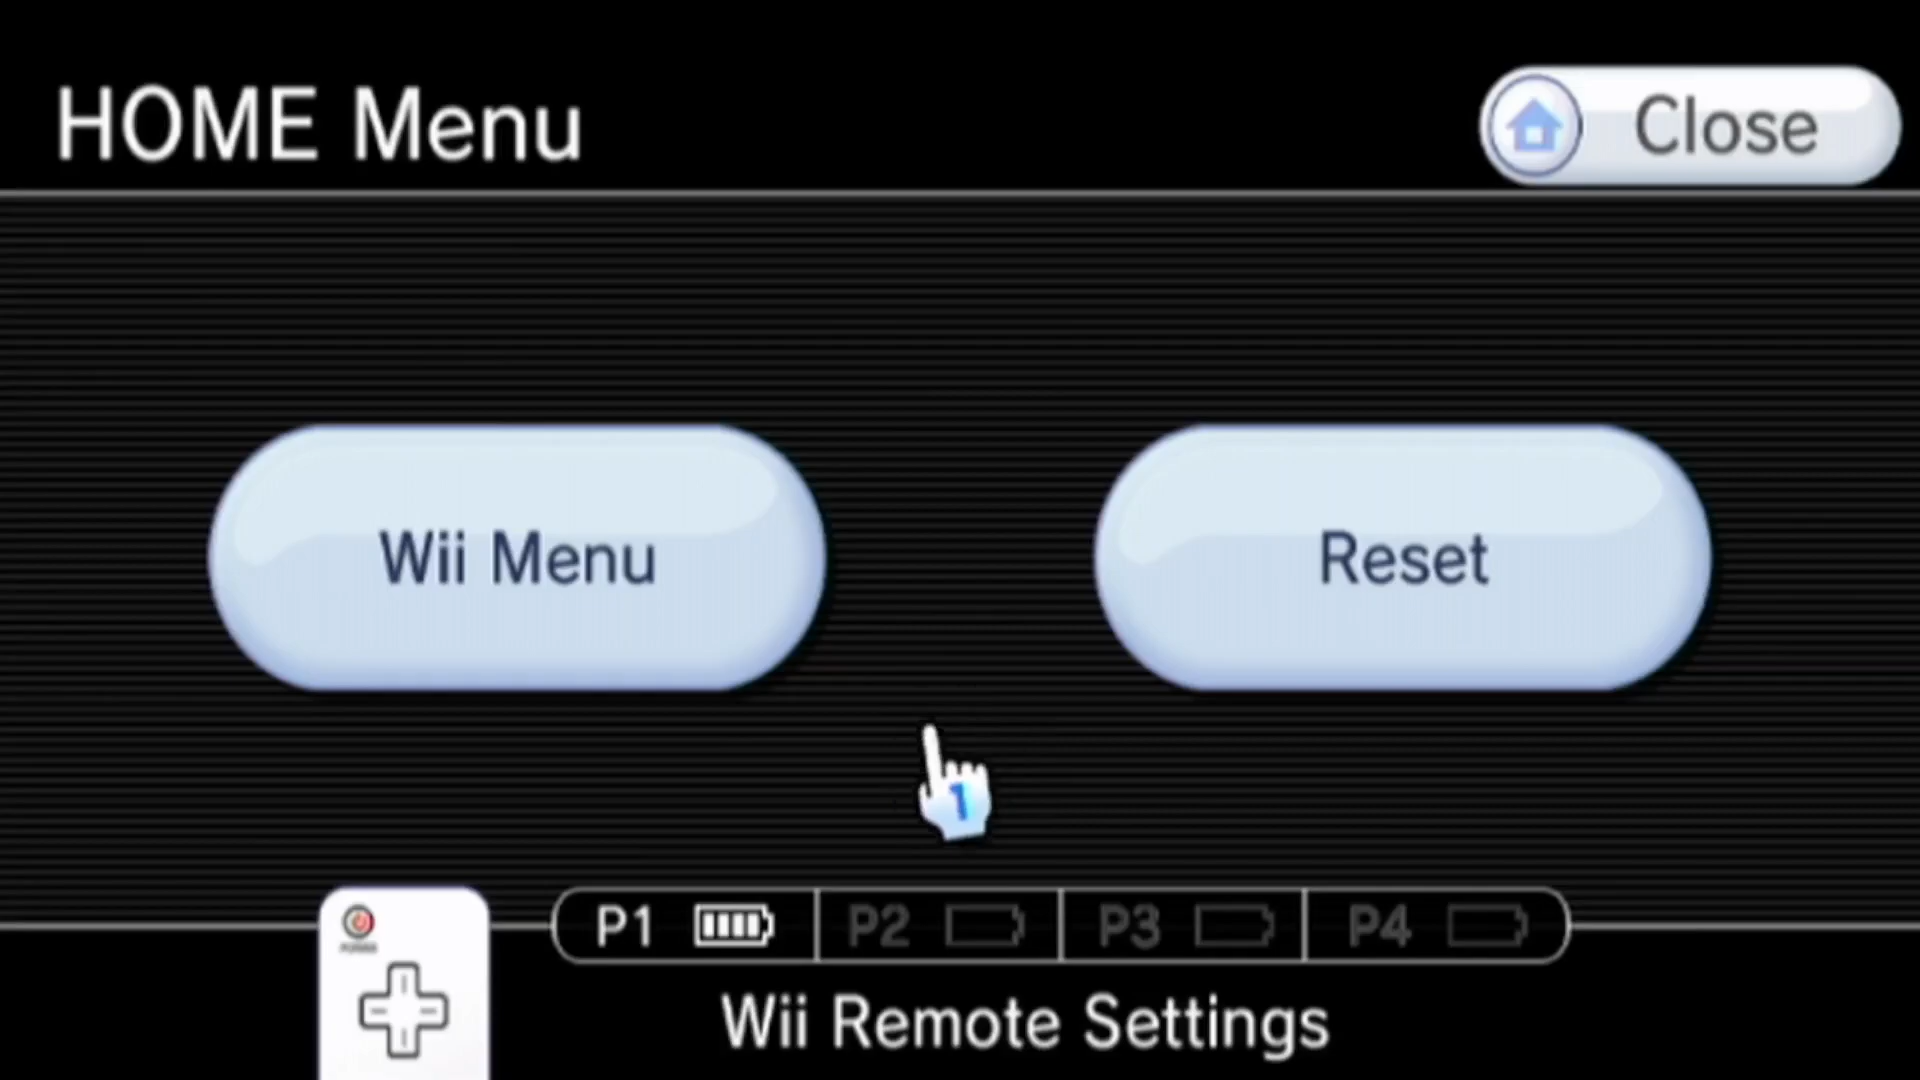 HOME Menu
Close
Wii Menu
Reset
1
P1
P2
P3
P4
Wii Remote Settings